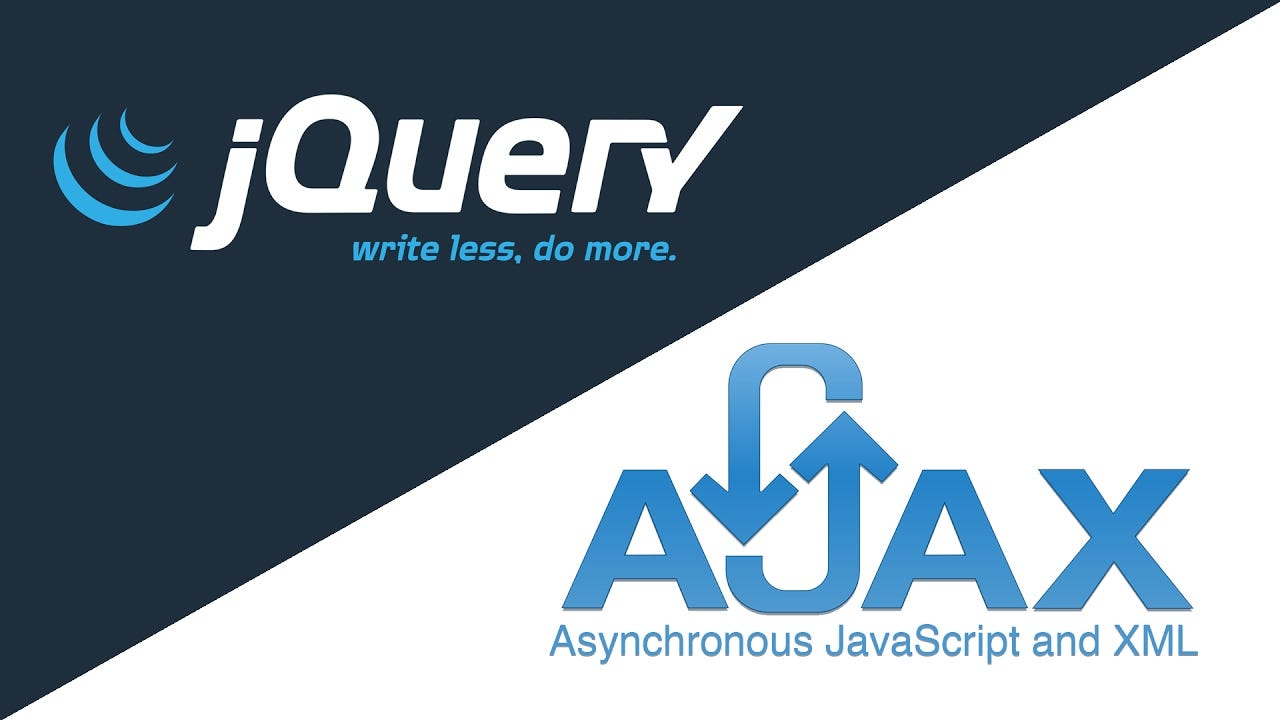 jQuery
write less, do more.
AJAX
Asynchronous JavaScript and XML